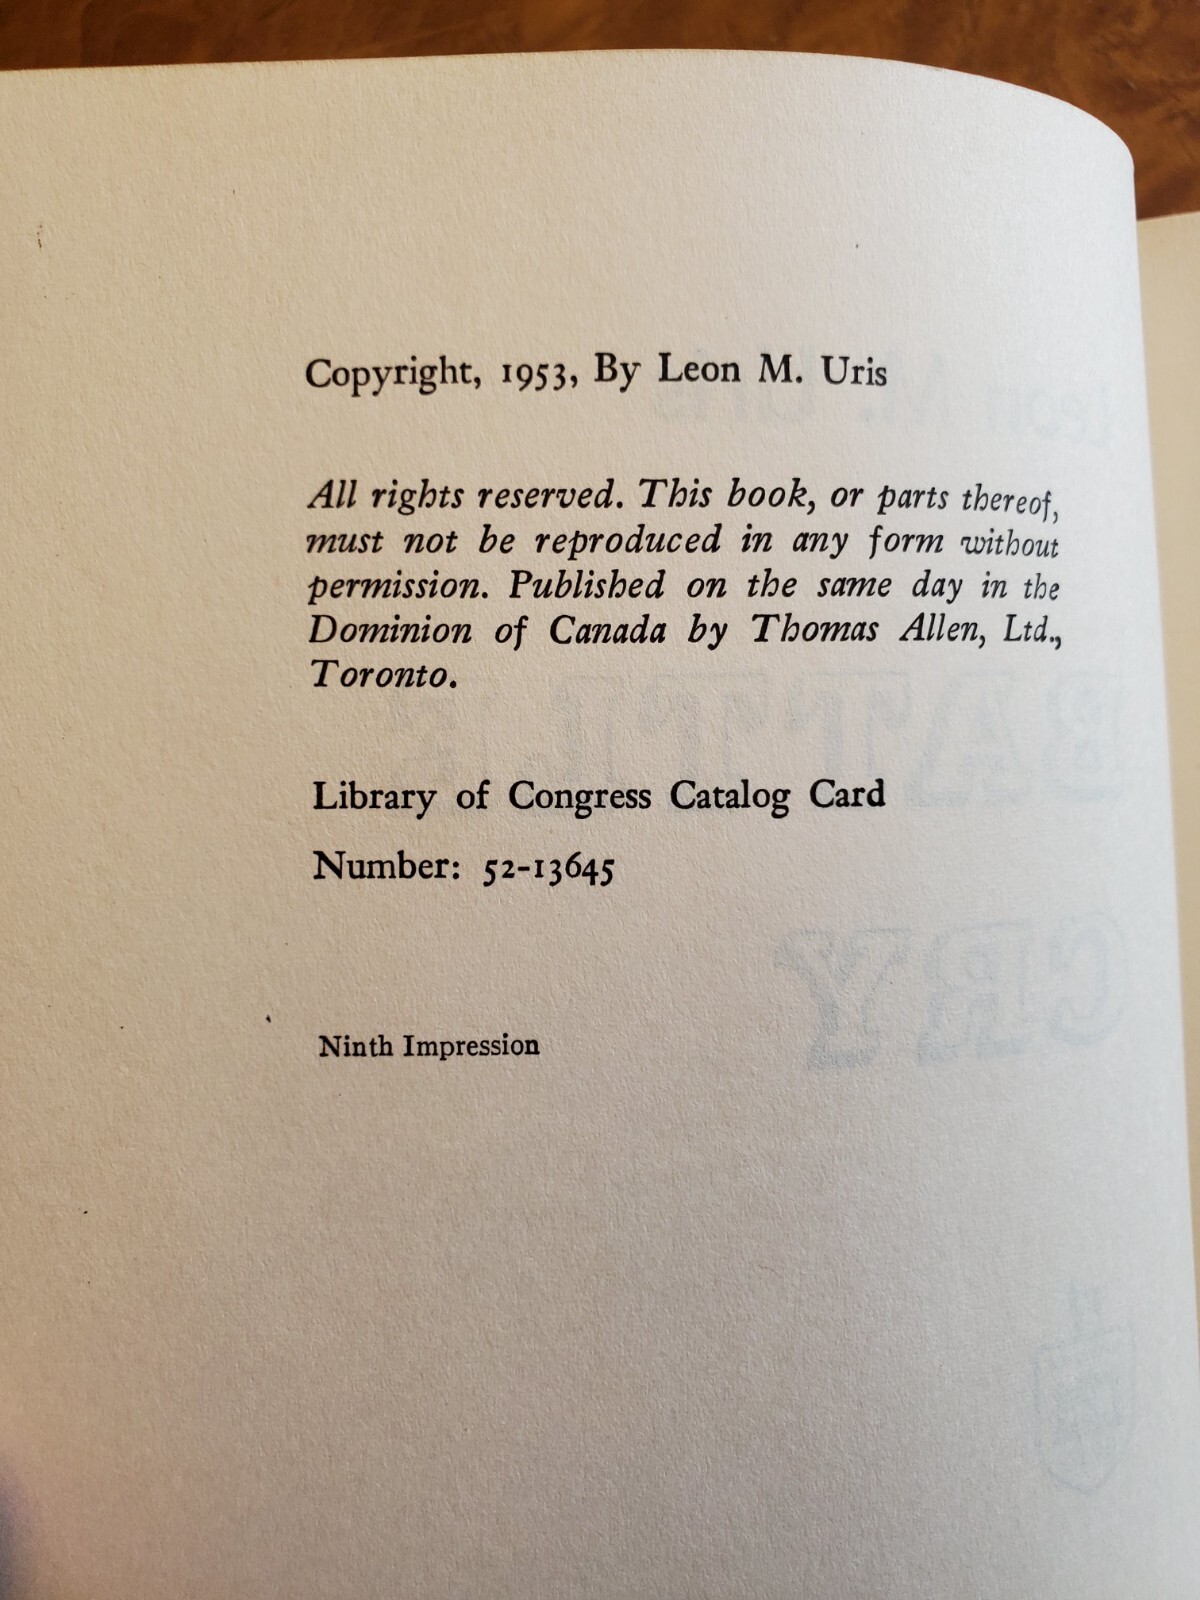 Copyright, 1953, By Leon M. Uris
All rights reserved. This book, or parts thereof,
must not be reproduced in any form without
permission. Published on the same day in the
Dominion of Canada by Thomas Allen, Ltd.,
Toronto.
Library of Congress Catalog Card
Number: 52-13645
Ninth Impression
BATTLE
CRY